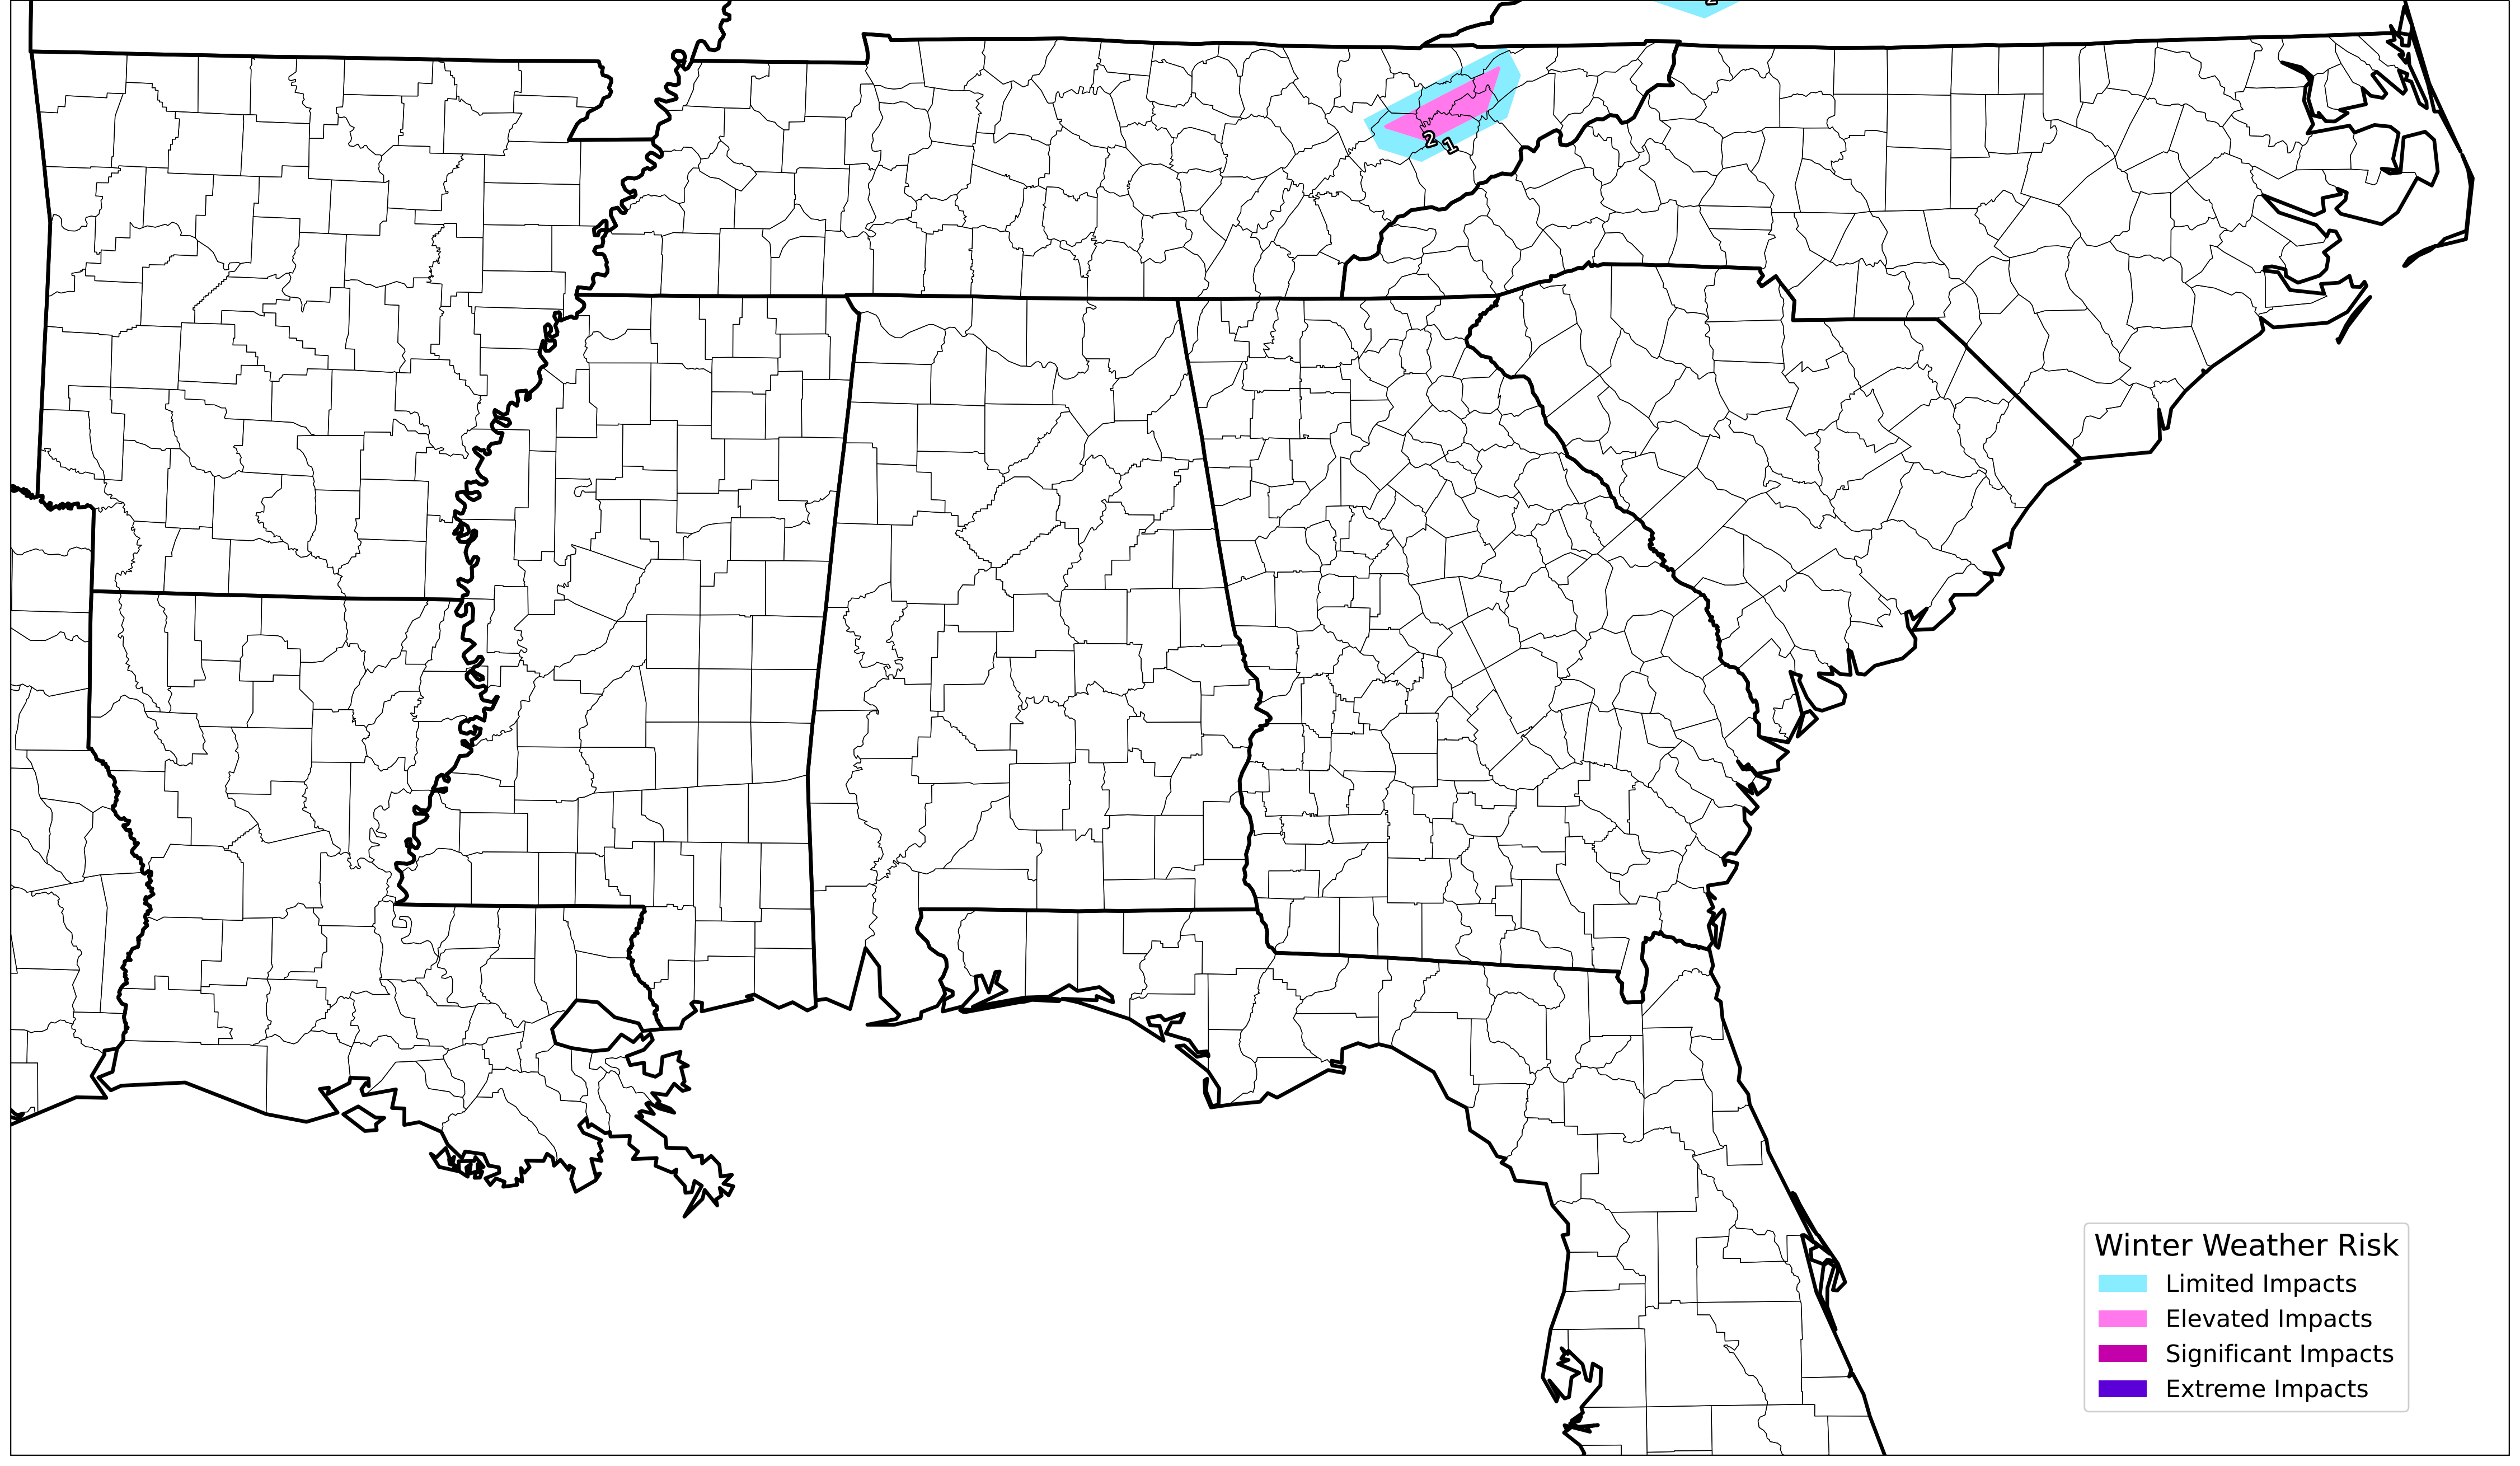 2
1
Winter Weather Risk
Limited Impacts
Elevated Impacts
Significant Impacts
Extreme Impacts